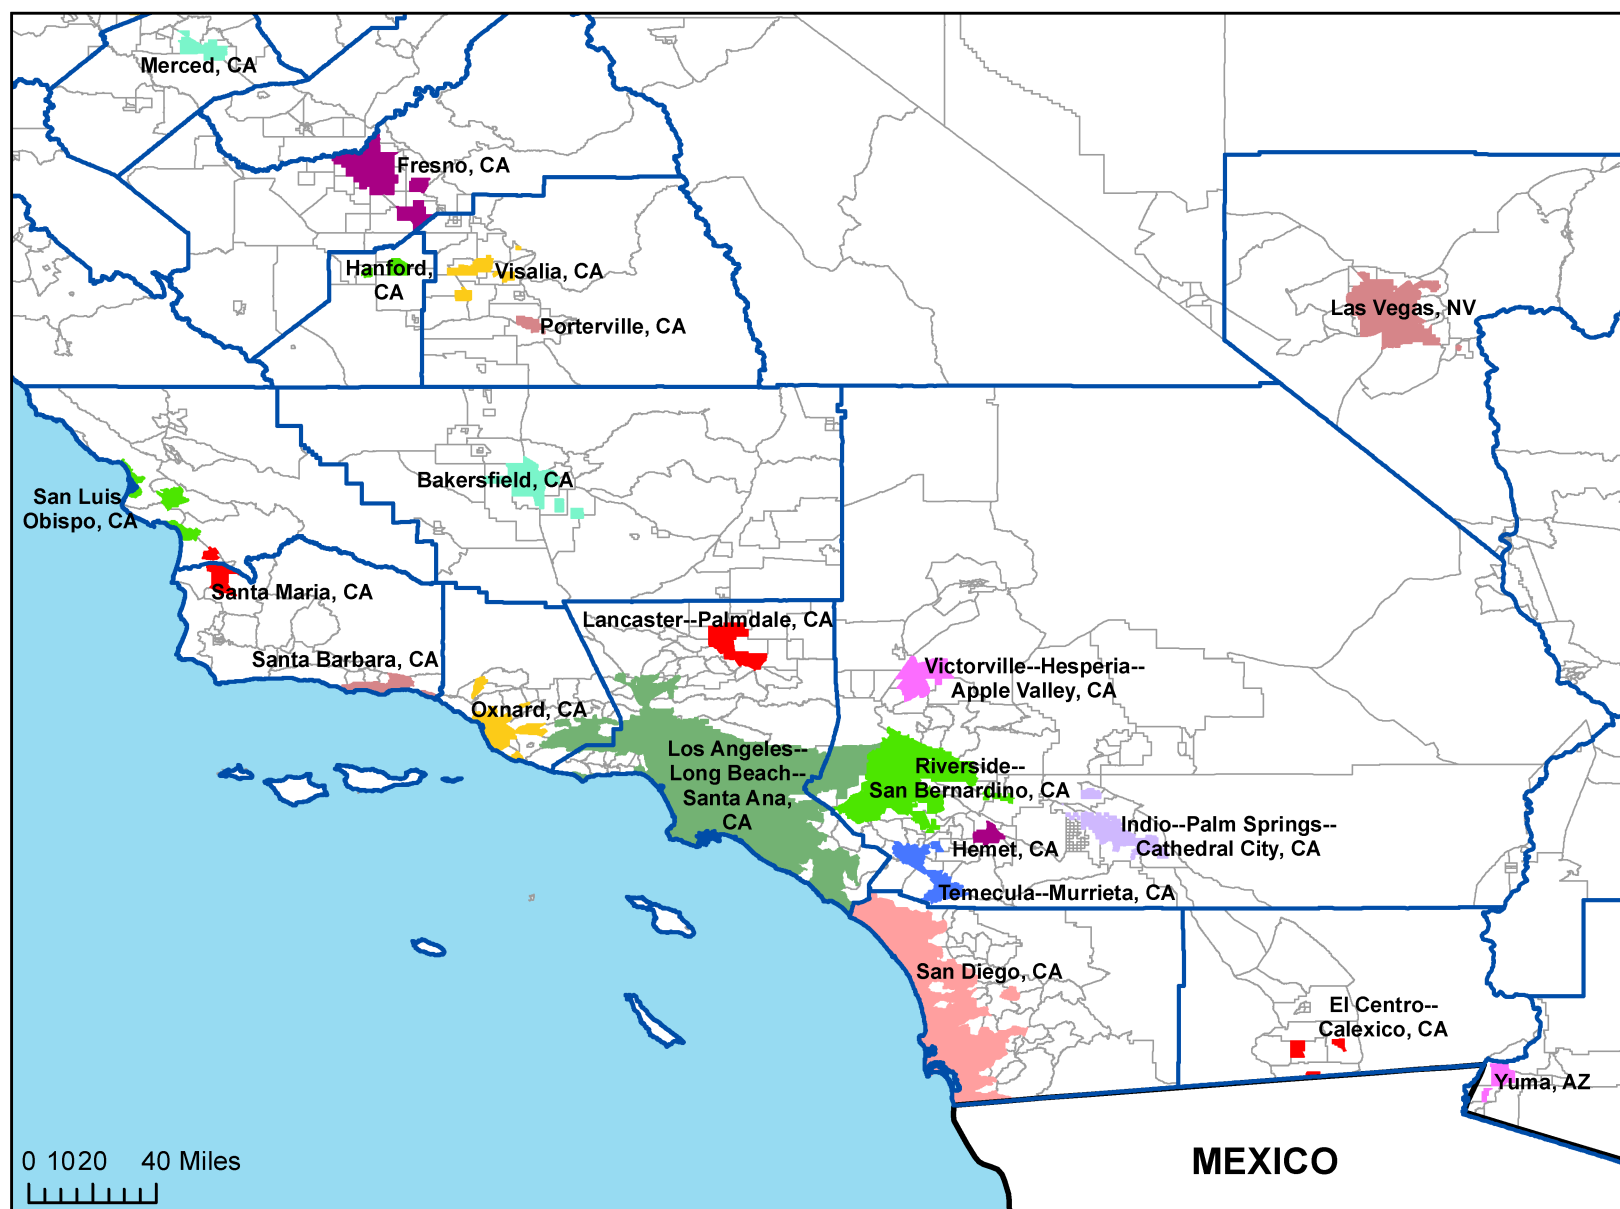 Merced, CA
Fresno, CA
Hanford,
CA
Visalia, CA
Porterville, CA
Las Vegas, NV
Bakersfield, CA
San Luis
Obispo, CA
Santa Maria, CA
Lancaster--Palmdale, CA
Santa Barbara, CA
Victorville--Hesperia--
Apple Valley, CA
Oxnard, CA
Los Angeles--
Long Beach--
Santa Ana,
CA
Riverside--
San Bernardino, CA
Indio--Palm Springs--
Cathedral City, CA
Hemet, CA
Temecula--Murrieta, CA
San Diego, CA
El Centro--
Calexico, CA
Yuma, AZ
MEXICO
0 10 20 40 Miles